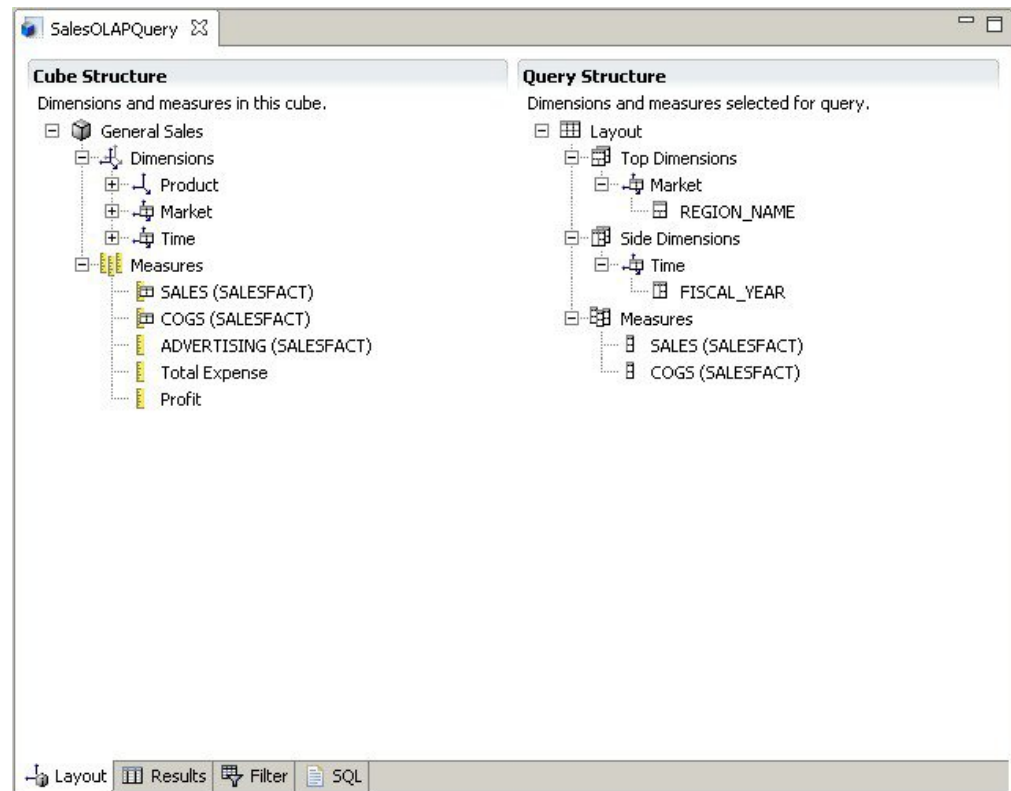 SalesOLAPQuery
Cube Structure
Dimensions and measures in this cube.
General Sales
Dimensions
Product
Market
Time
Measures
SALES (SALESFACT)
COGS (SALESFACT)
ADVERTISING (SALESFACT)
Total Expense
Profit
Query Structure
Dimensions and measures selected for query.
Layout
Top Dimensions
Market
REGION_NAME
Side Dimensions
Time
FISCAL_YEAR
Measures
SALES (SALESFACT)
COGS (SALESFACT)
Layout Results Filter SQL